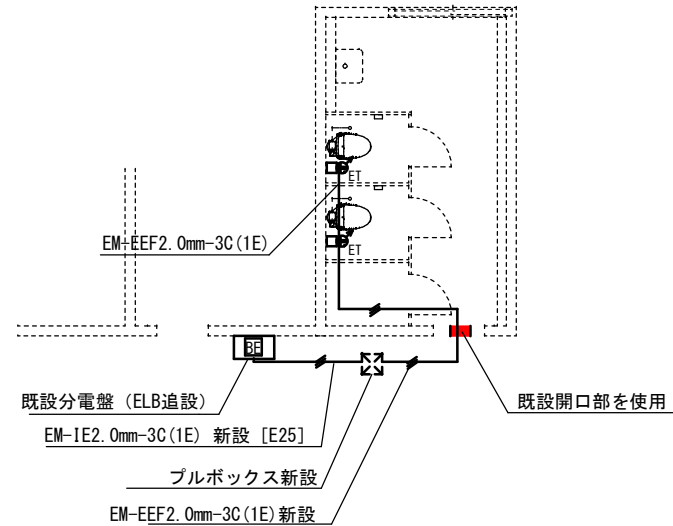 ET
ET
EM-EEF2.0mm-3C(1E)
BE
既設分電盤（ELB追設）
既設開口部を使用
EM-IE2.0mm-3C(1E) 新設 [E25]
プルボックス新設
EM-EEF2.0mm-3C(1E)新設